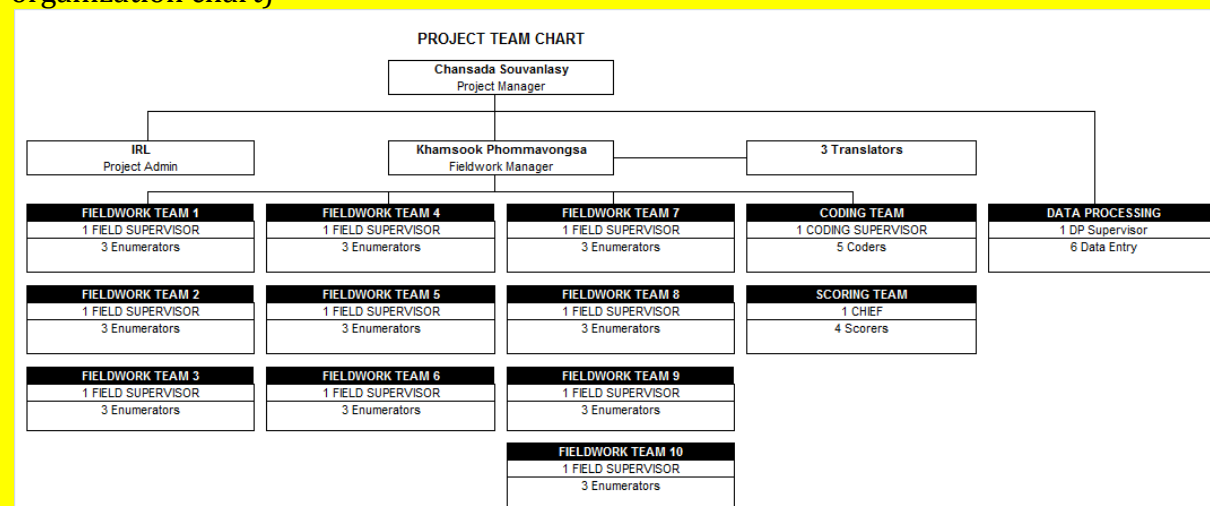 organization chart)
PROJECT TEAM CHART
Chansada Souvanlasy
Project Manager
IRL
Project Admin
Khamsook Phommavongsa
Fieldwork Manager
3 Translators
FIELDWORK TEAM 1
1 FIELD SUPERVISOR
3 Enumerators
FIELDWORK TEAM 4
1 FIELD SUPERVISOR
3 Enumerators
FIELDWORK TEAM 7
1 FIELD SUPERVISOR
3 Enumerators
CODING TEAM
1 CODING SUPERVISOR
5 Coders
DATA PROCESSING
1 DP Supervisor
6 Data Entry
FIELDWORK TEAM 2
1 FIELD SUPERVISOR
3 Enumerators
FIELDWORK TEAM 5
1 FIELD SUPERVISOR
3 Enumerators
FIELDWORK TEAM 8
1 FIELD SUPERVISOR
3 Enumerators
SCORING TEAM
1 CHIEF
4 Scorers
FIELDWORK TEAM 3
1 FIELD SUPERVISOR
3 Enumerators
FIELDWORK TEAM 6
1 FIELD SUPERVISOR
3 Enumerators
FIELDWORK TEAM 9
1 FIELD SUPERVISOR
3 Enumerators
FIELDWORK TEAM 10
1 FIELD SUPERVISOR
3 Enumerators